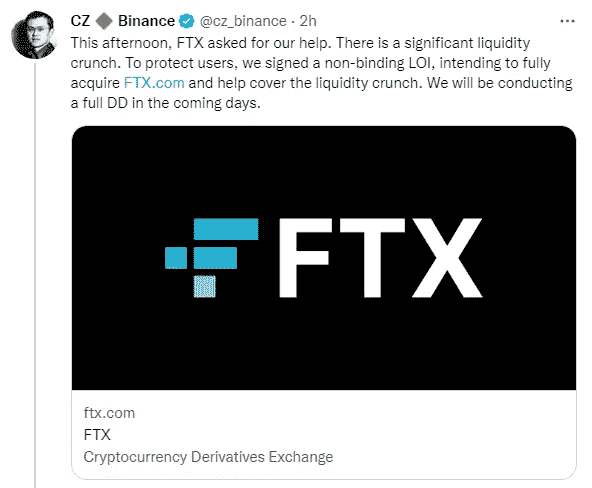 CZ 🔶 Binance @cz_binance · 2h
This afternoon, FTX asked for our help. There is a significant liquidity
crunch. To protect users, we signed a non-binding LOI, intending to fully
acquire FTX.com and help cover the liquidity crunch. We will be conducting
a full DD in the coming days.
FTX
ftx.com
FTX
Cryptocurrency Derivatives Exchange